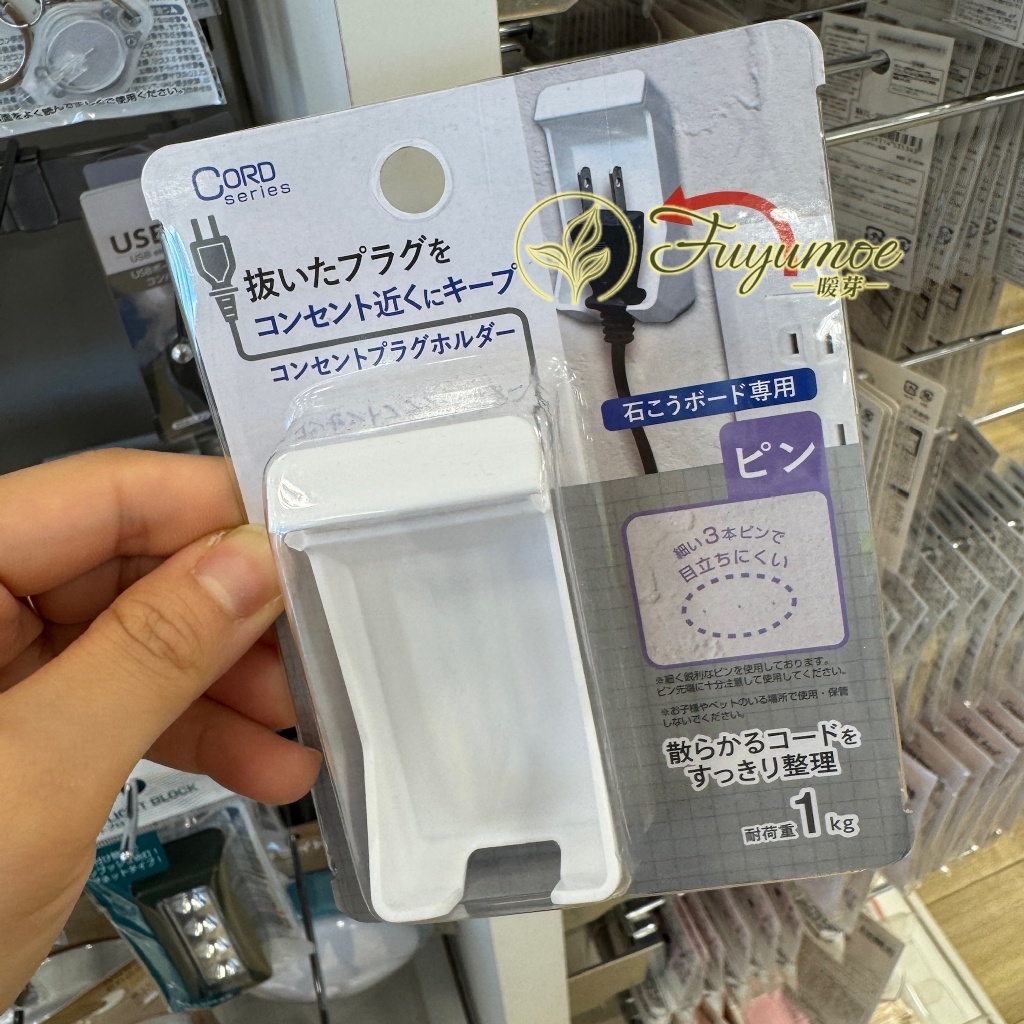 CORD
series
抜いたプラグを
コンセント近くにキープ
コンセントプラグホルダー
Fuyumoe
暖芽
石こうボード専用
ピン
細い3本ピンで
目立ちにくい
※細く鋭利なピンを使用しております。
ピン先端に十分注意して使用してください。
※お子様やペットのいる場所で使用・保管
しないでください。
散らかるコードを
すっきり整理
耐荷重1kg
USB